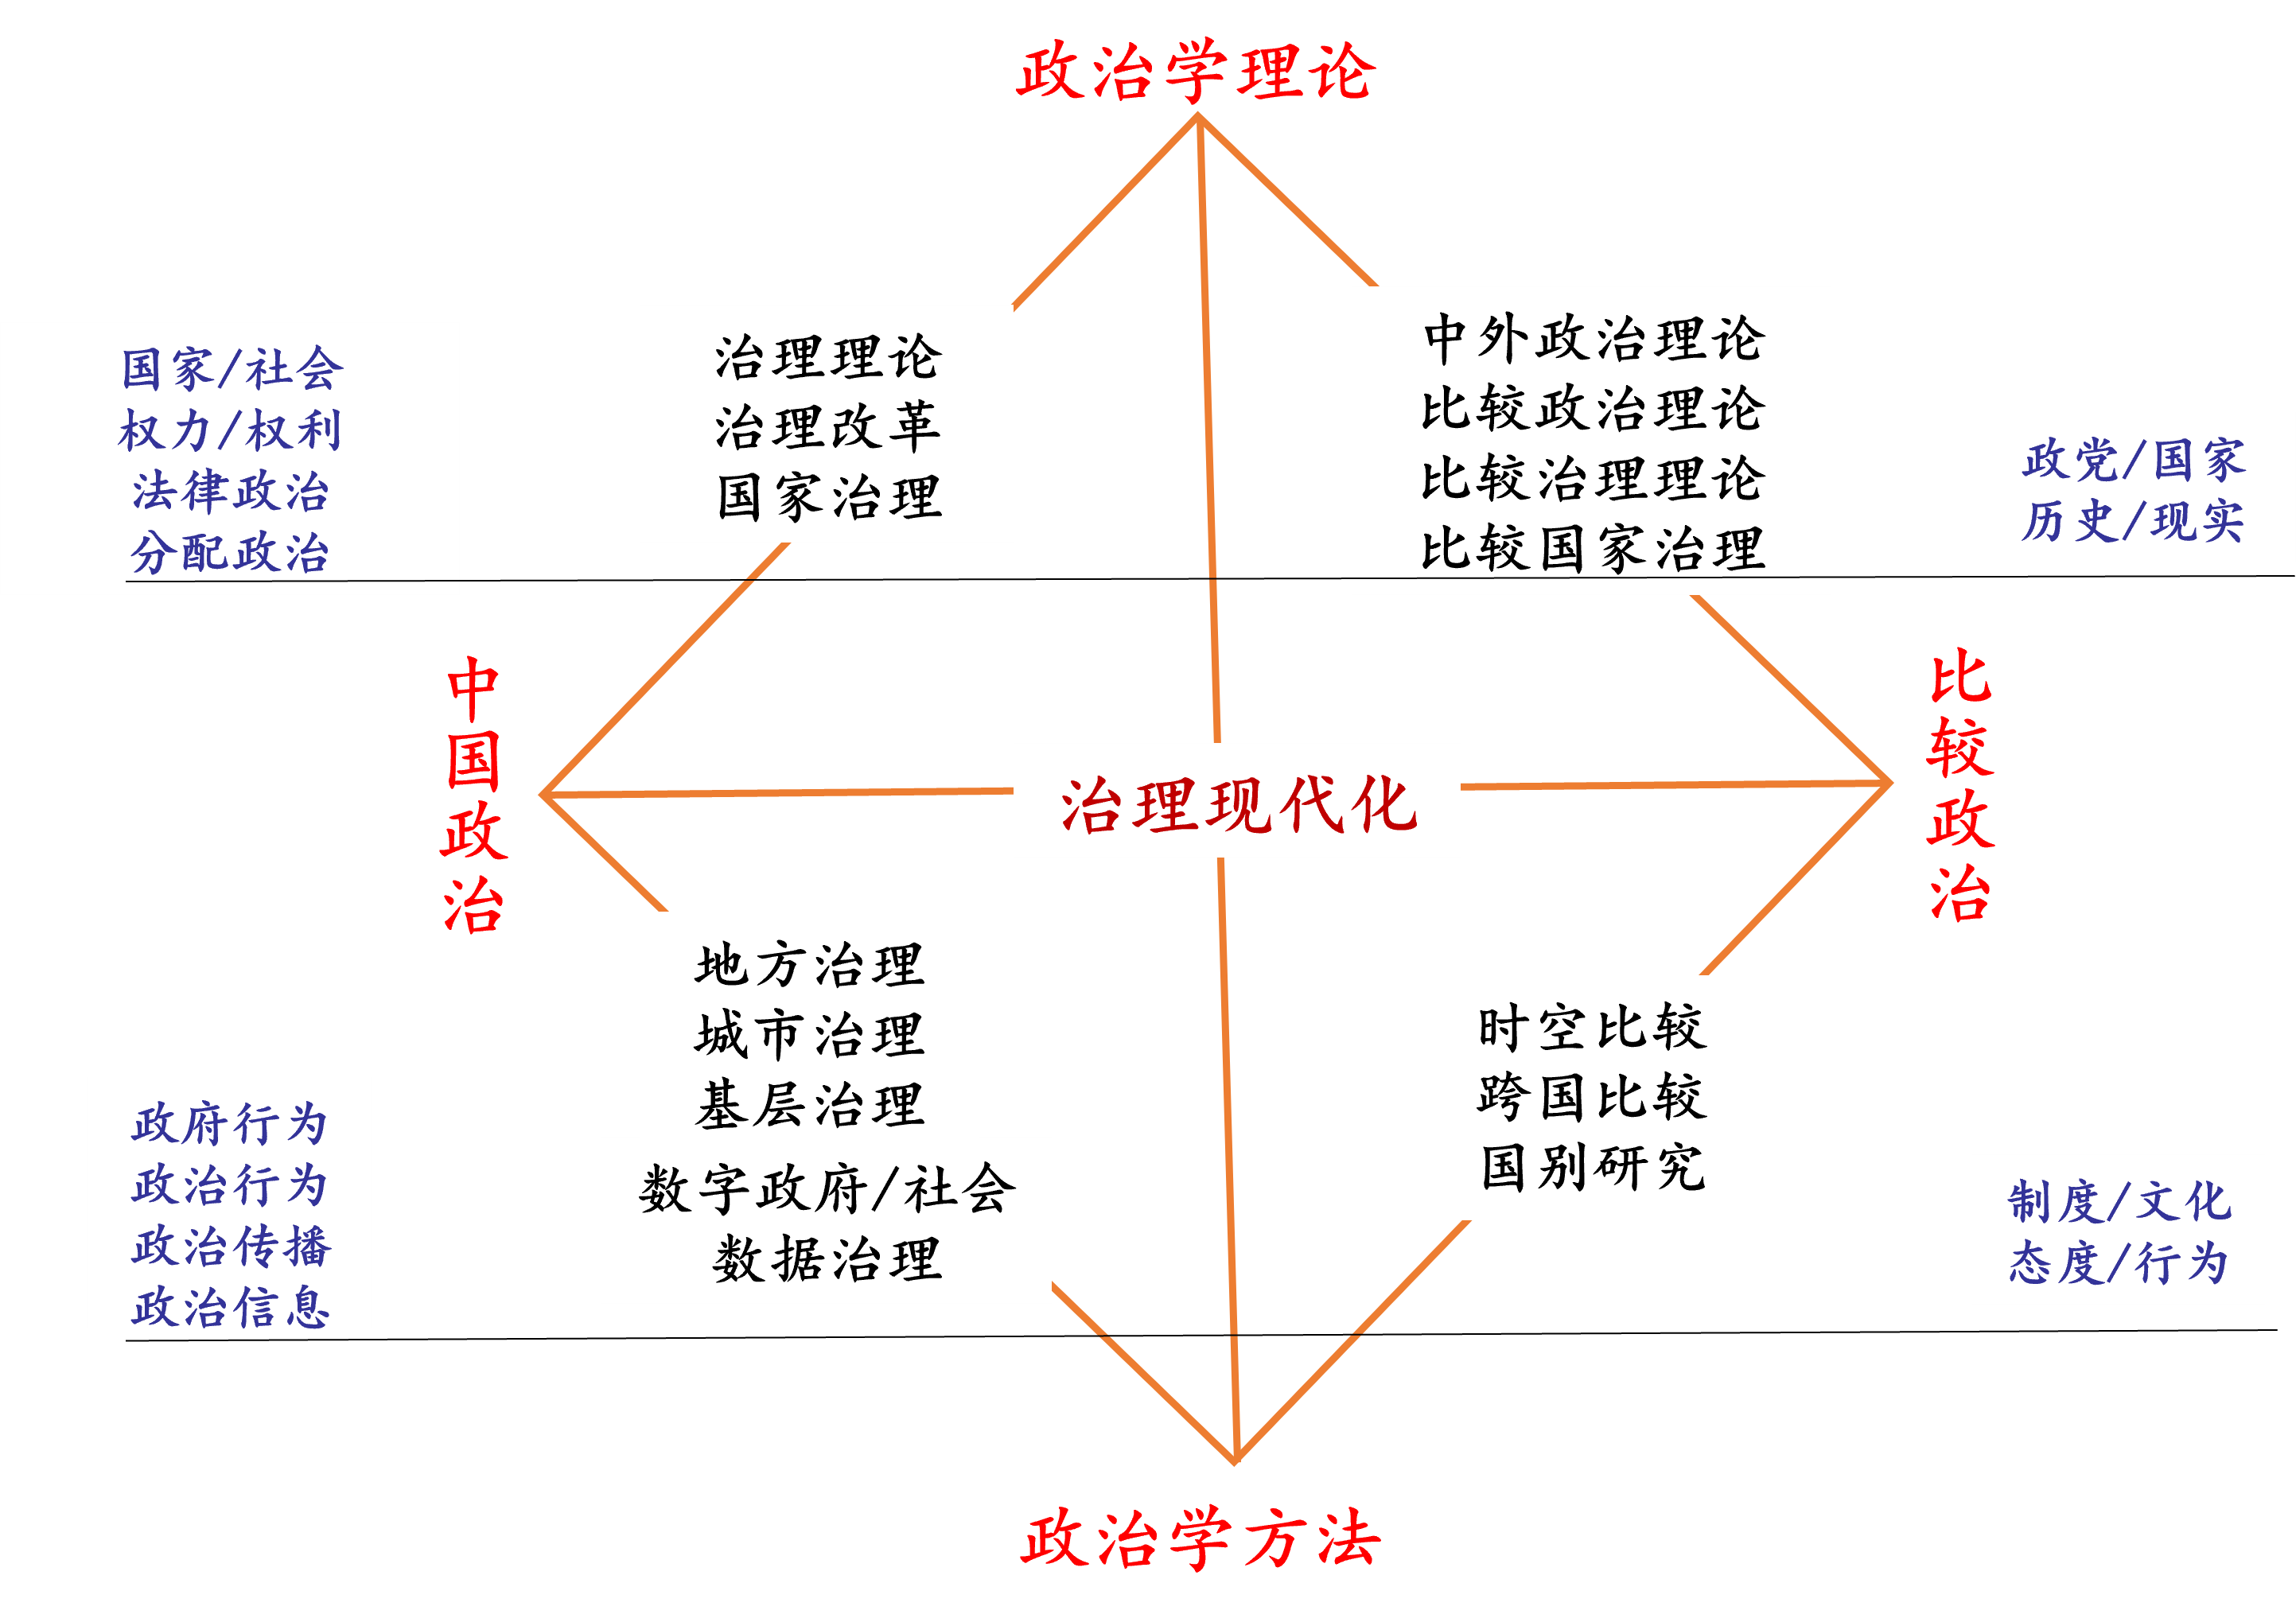 政治学理论
国家/社会
权力/权利
法律政治
分配政治
治理理论
治理改革
国家治理
中外政治理论
比较政治理论
比较治理理论
比较国家治理
政党/国家
历史/现实
中国政治
治理现代化
比较政治
政府行为
政治行为
政治传播
政治信息
地方治理
城市治理
基层治理
数字政府/社会
数据治理
时空比较
跨国比较
国别研究
制度/文化
态度/行为
政治学方法